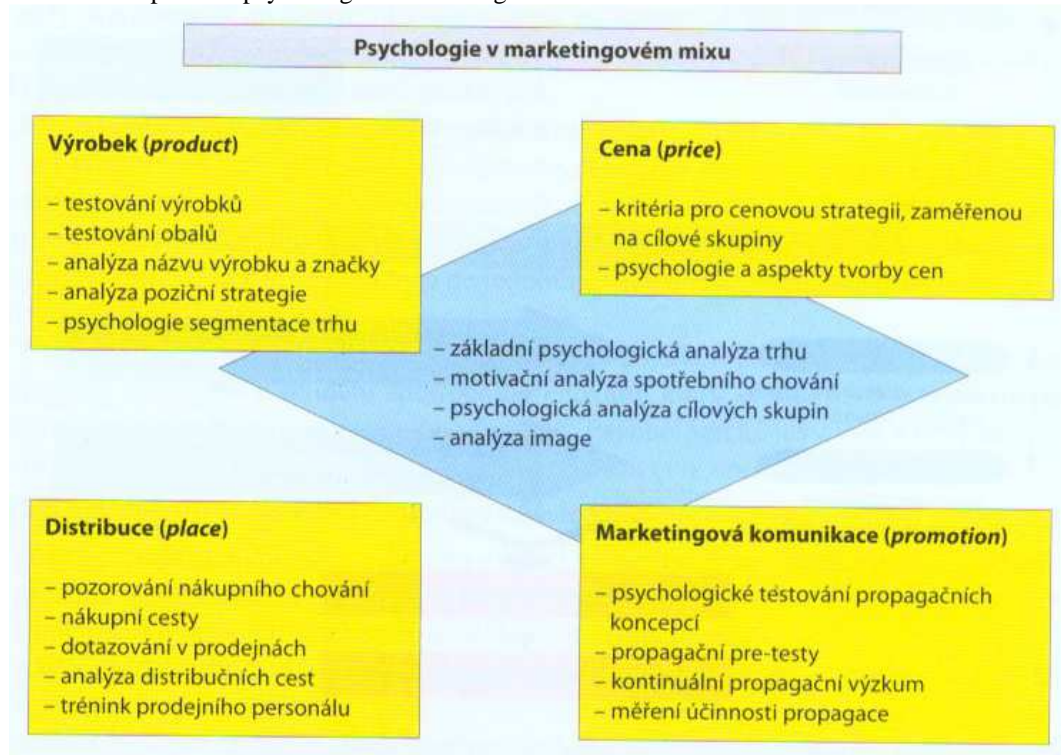 Psychologie v marketingovém mixu
Výrobek (product)
– testování výrobků
– testování obalů
– analýza názvu výrobku a značky
– analýza poziční strategie
– psychologie segmentace trhu
Cena (price)
– kritéria pro cenovou strategii, zaměřenou
na cílové skupiny
– psychologie a aspekty tvorby cen
– základní psychologická analýza trhu
– motivační analýza spotřebního chování
– psychologická analýza cílových skupin
– analýza image
Distribuce (place)
– pozorování nákupního chování
– nákupní cesty
– dotazování v prodejnách
– analýza distribučních cest
– trénink prodejního personálu
Marketingová komunikace (promotion)
– psychologické testování propagačních
koncepcí
– propagační pre-testy
– kontinuální propagační výzkum
– měření účinnosti propagace